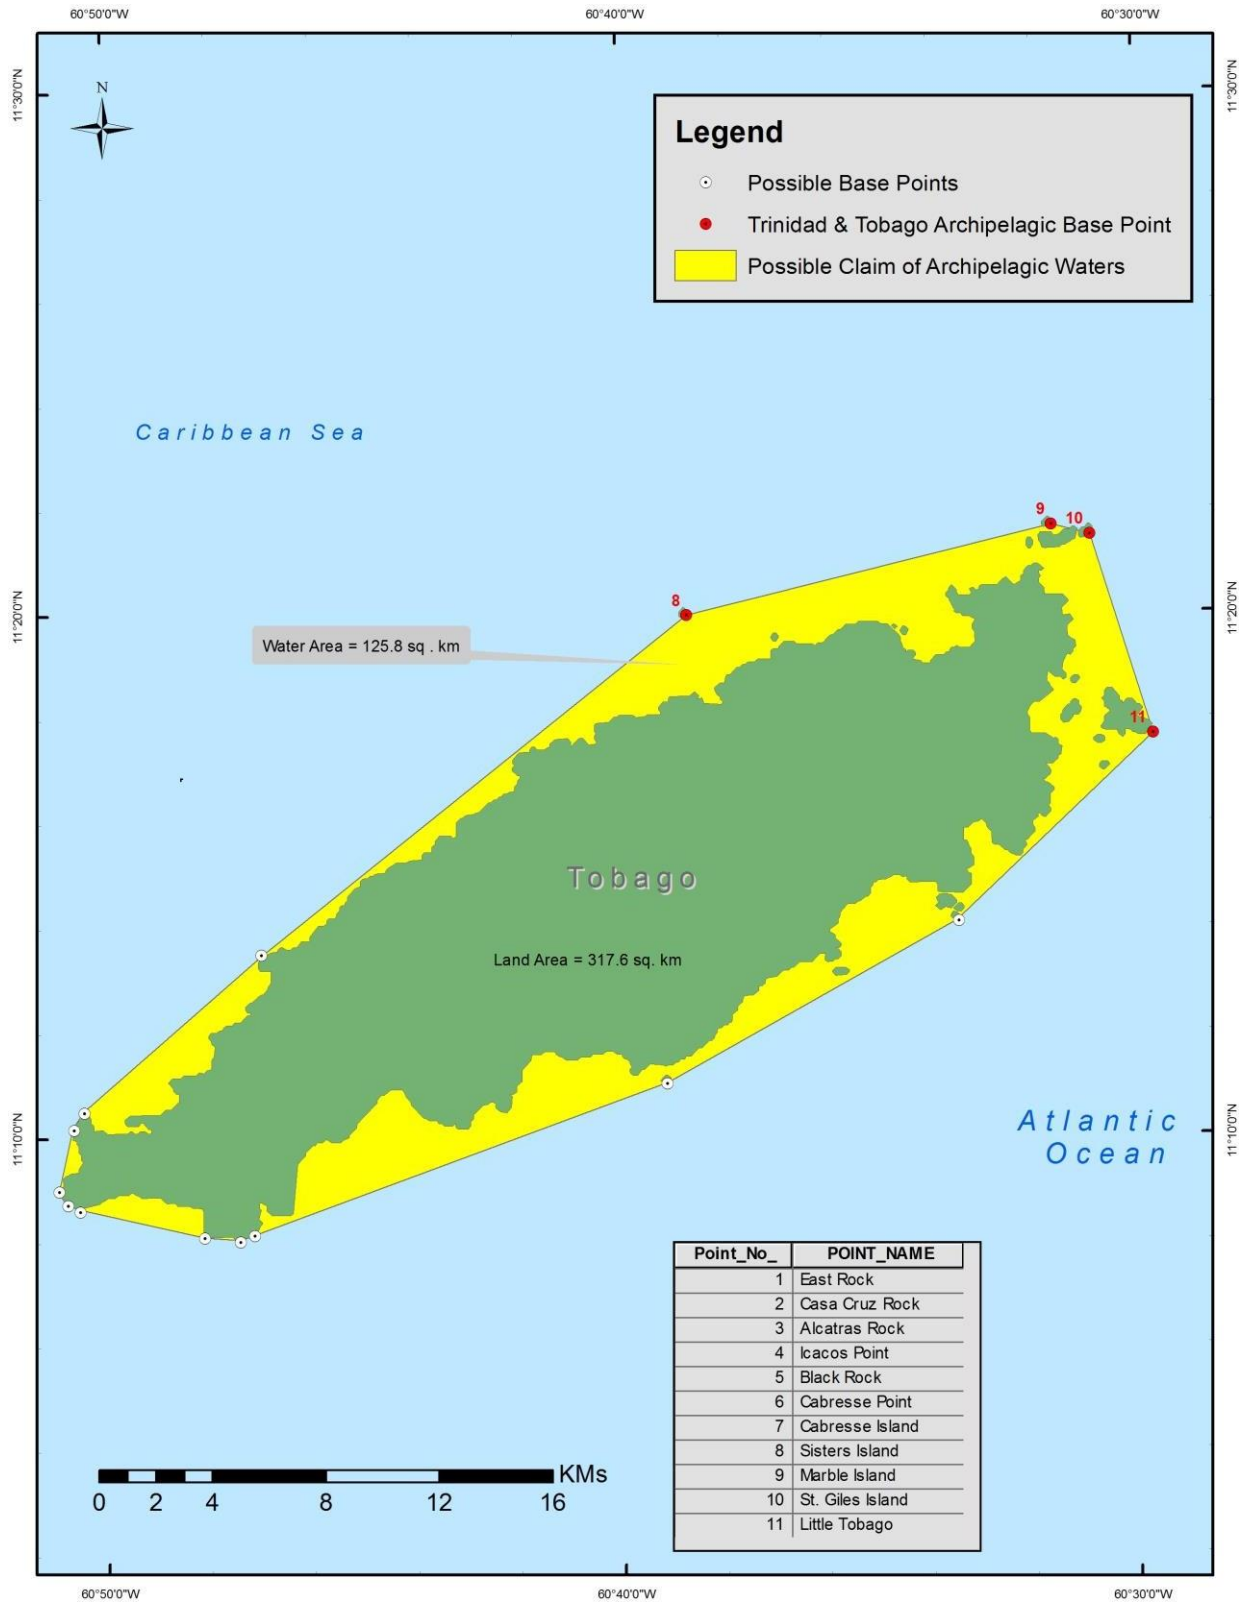 60°50'0"W 60°40'0"W 60°30'0"W
11°30'0"N 11°30'0"N
N
Legend
Possible Base Points
Trinidad & Tobago Archipelagic Base Point
Possible Claim of Archipelagic Waters
Caribbean Sea
9
10
8
11°20'0"N 11°20'0"N
Water Area = 125.8 sq . km
11
Tobago
Land Area = 317.6 sq. km
Atlantic
Ocean
11°10'0"N 11°10'0"N
Point_No_ POINT_NAME
1 East Rock
2 Casa Cruz Rock
3 Alcatras Rock
4 Icacos Point
5 Black Rock
6 Cabresse Point
7 Cabresse Island
8 Sisters Island
9 Marble Island
10 St. Giles Island
11 Little Tobago
KMs
0 2 4 8 12 16
60°50'0"W 60°40'0"W 60°30'0"W